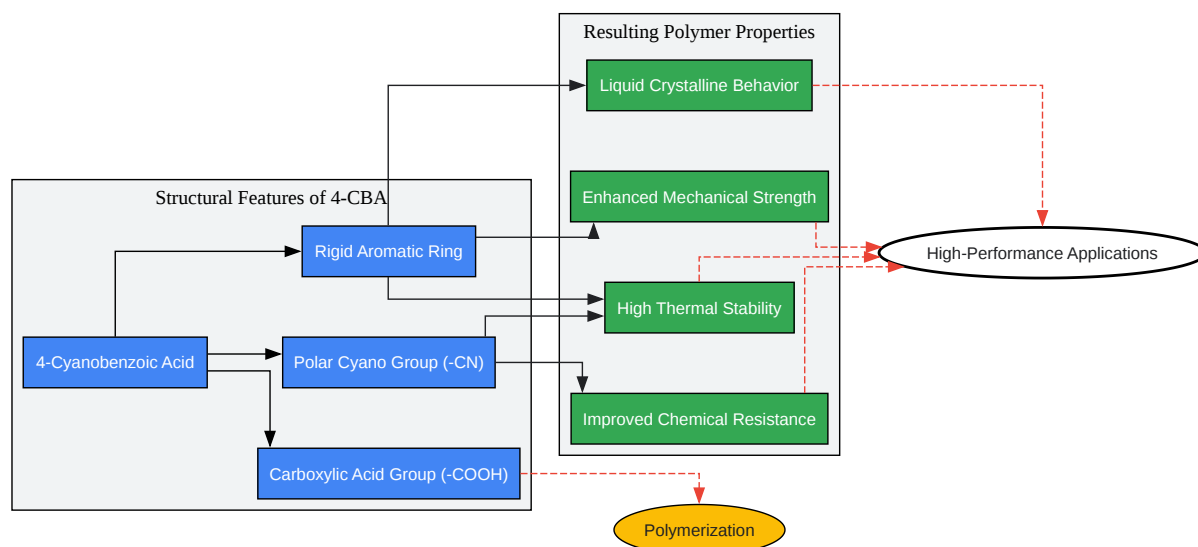 Resulting Polymer Properties
Liquid Crystalline Behavior
Enhanced Mechanical Strength
High Thermal Stability
Improved Chemical Resistance
Structural Features of 4-CBA
Rigid Aromatic Ring
4-Cyanobenzoic Acid
Polar Cyano Group (-CN)
Carboxylic Acid Group (-COOH)
High-Performance Applications
Polymerization